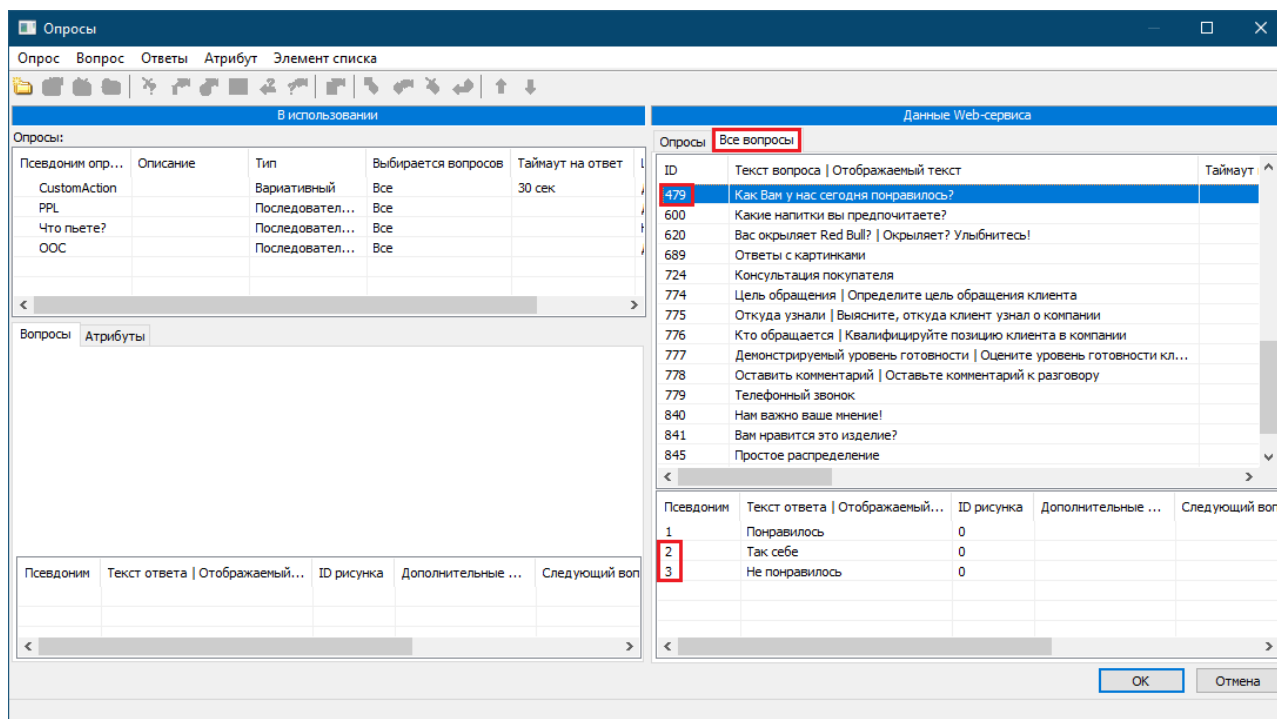 Опросы
Опрос Вопрос Ответы Атрибут Элемент списка
В использовании
Опросы:
Псевдоним опр... Описание Тип Выбирается вопросов Таймаут на ответ
CustomAction Вариативный Все 30 сек
PPL Последовател... Все
Что пьете? Последовател... Все
ООС Последовател... Все
Вопросы Атрибуты
Псевдоним Текст ответа | Отображаемый... ID рисунка Дополнительные ... Следующий воп
Данные Web-сервиса
Опросы Все вопросы
ID Текст вопроса | Отображаемый текст Таймаут
479 Как Вам у нас сегодня понравилось?
600 Какие напитки вы предпочитаете?
620 Вас окрыляет Red Bull? | Окрыляет? Улыбнитесь!
689 Ответы с картинками
724 Консультация покупателя
774 Цель обращения | Определите цель обращения клиента
775 Откуда узнали | Выясните, откуда клиент узнал о компании
776 Кто обращается | Квалифицируйте позицию клиента в компании
777 Демонстрируемый уровень готовности | Оцените уровень готовности кл...
778 Оставить комментарий | Оставьте комментарий к разговору
779 Телефонный звонок
840 Нам важно ваше мнение!
841 Вам нравится это изделие?
845 Простое распределение
Псевдоним Текст ответа | Отображаемый... ID рисунка Дополнительные ... Следующий воп
1 Понравилось 0
2 Так себе 0
3 Не понравилось 0
OK Отмена